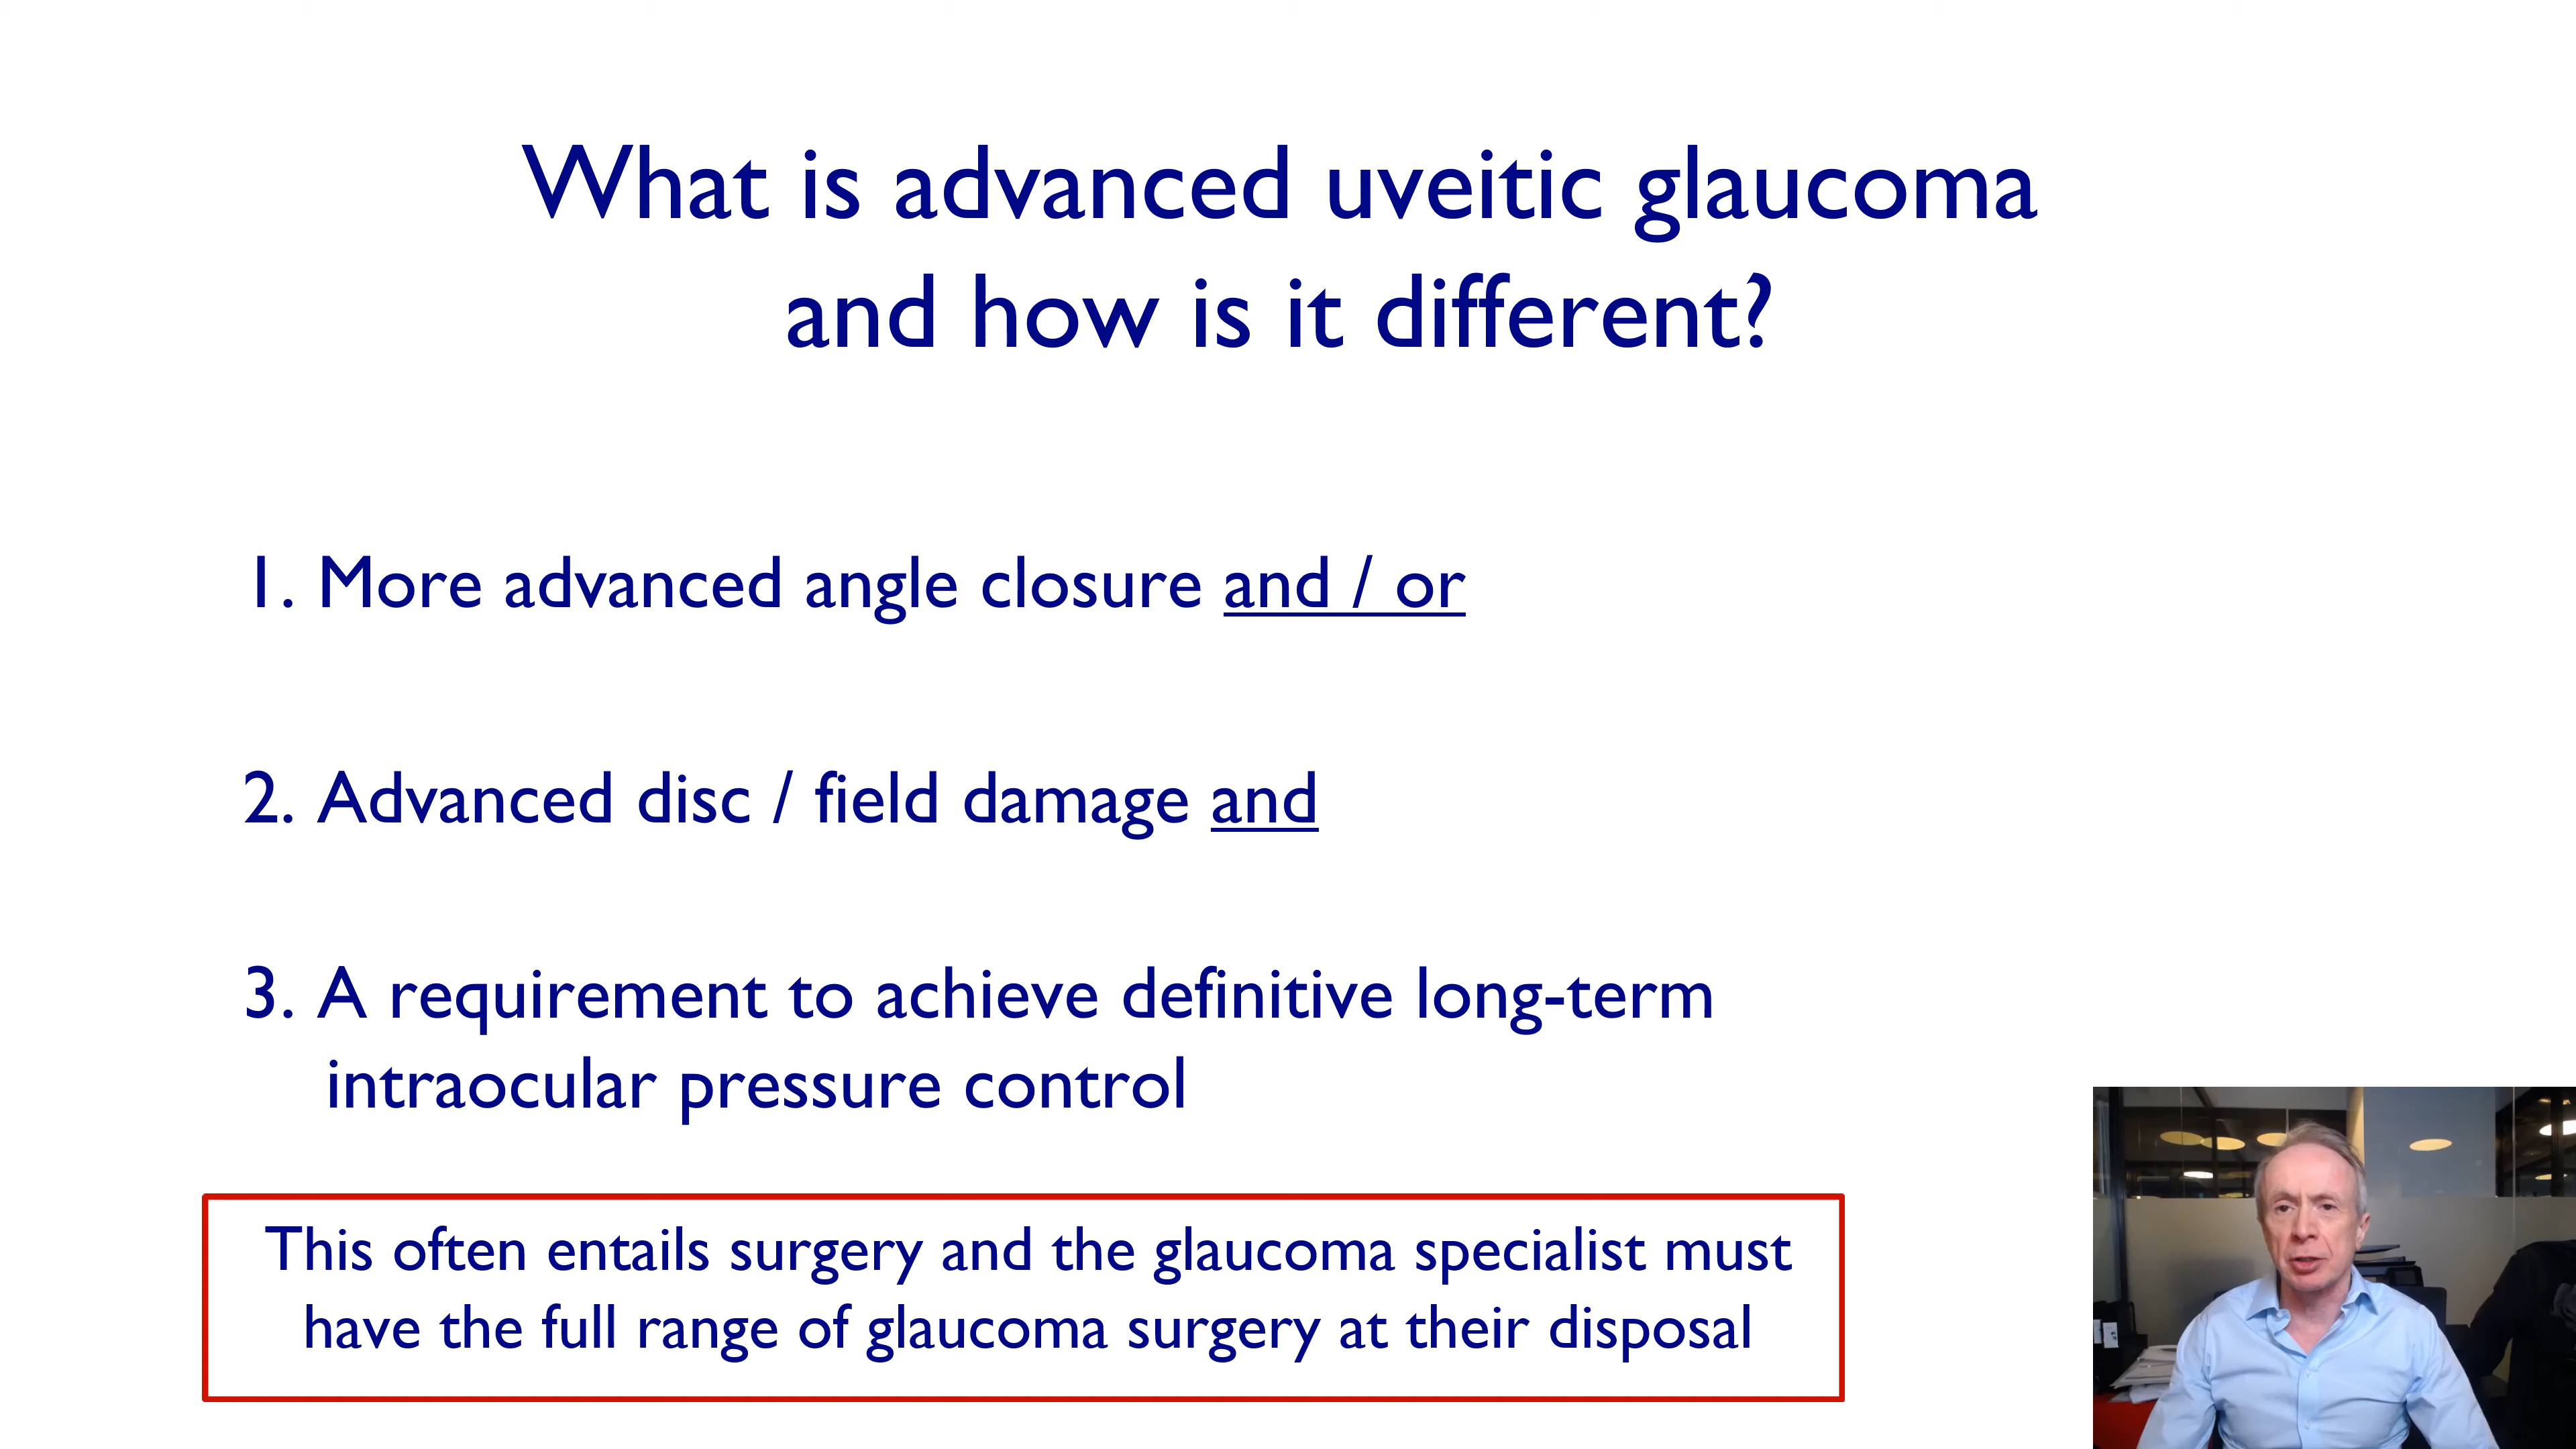 What is advanced uveitic glaucoma
and how is it different?
1. More advanced angle closure and / or
2. Advanced disc / field damage and
3. A requirement to achieve definitive long-term
intraocular pressure control
This often entails surgery and the glaucoma specialist must
have the full range of glaucoma surgery at their disposal